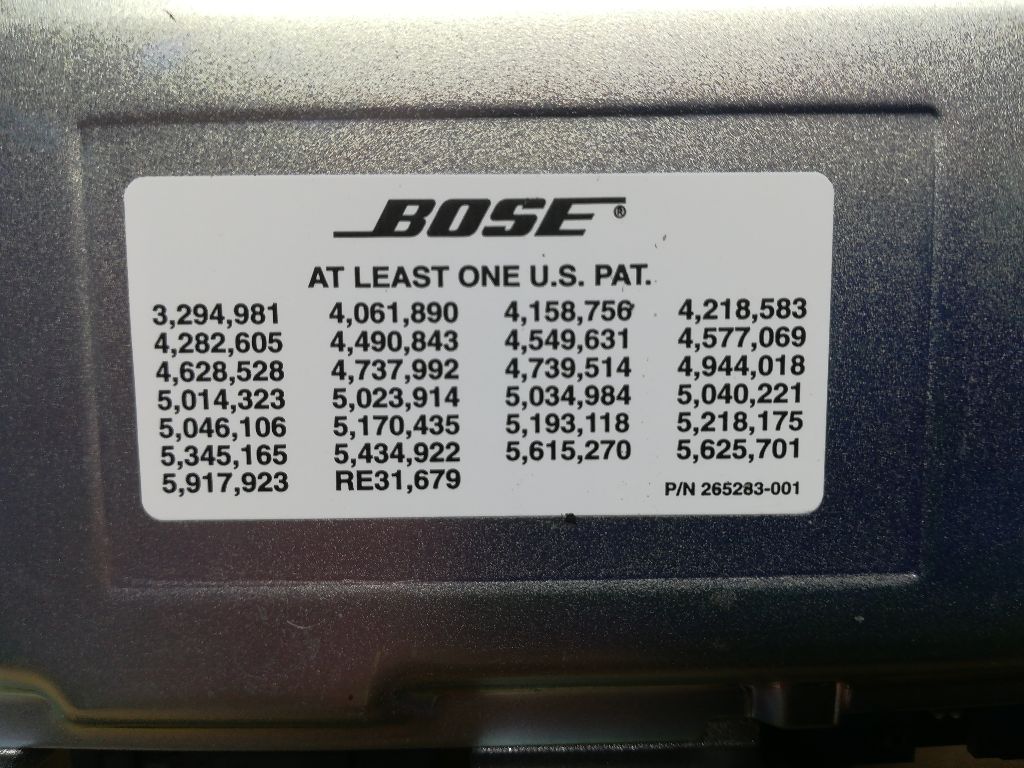 BOSE®
AT LEAST ONE U.S. PAT.
3,294,981 4,061,890 4,158,756 4,218,583
4,282,605 4,490,843 4,549,631 4,577,069
4,628,528 4,737,992 4,739,514 4,944,018
5,014,323 5,023,914 5,034,984 5,040,221
5,046,106 5,170,435 5,193,118 5,218,175
5,345,165 5,434,922 5,615,270 5,625,701
5,917,923 RE31,679 P/N 265283-001